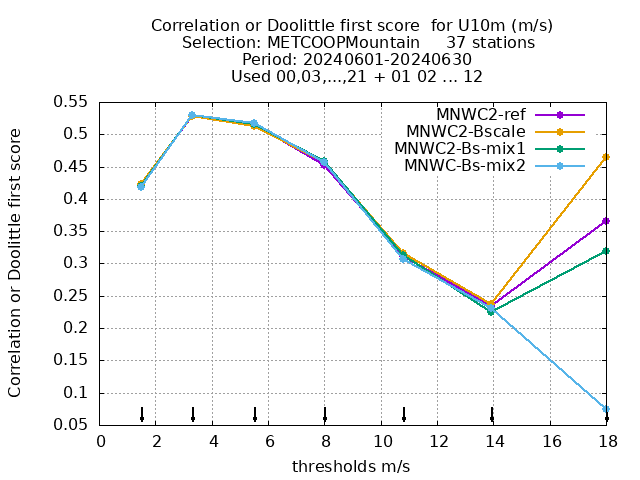 Correlation or Doolittle first score  for U10m (m/s)
Selection: METCOOPMountain     37 stations
Period: 20240601-20240630
Used 00,03,...,21 + 01 02 ... 12
Correlation or Doolittle first score
0.55
0.5
0.45
0.4
0.35
0.3
0.25
0.2
0.15
0.1
0.05
MNWC2-ref
MNWC2-Bscale
MNWC2-Bs-mix1
MNWC-Bs-mix2
0 2 4 6 8 10 12 14 16 18
thresholds m/s